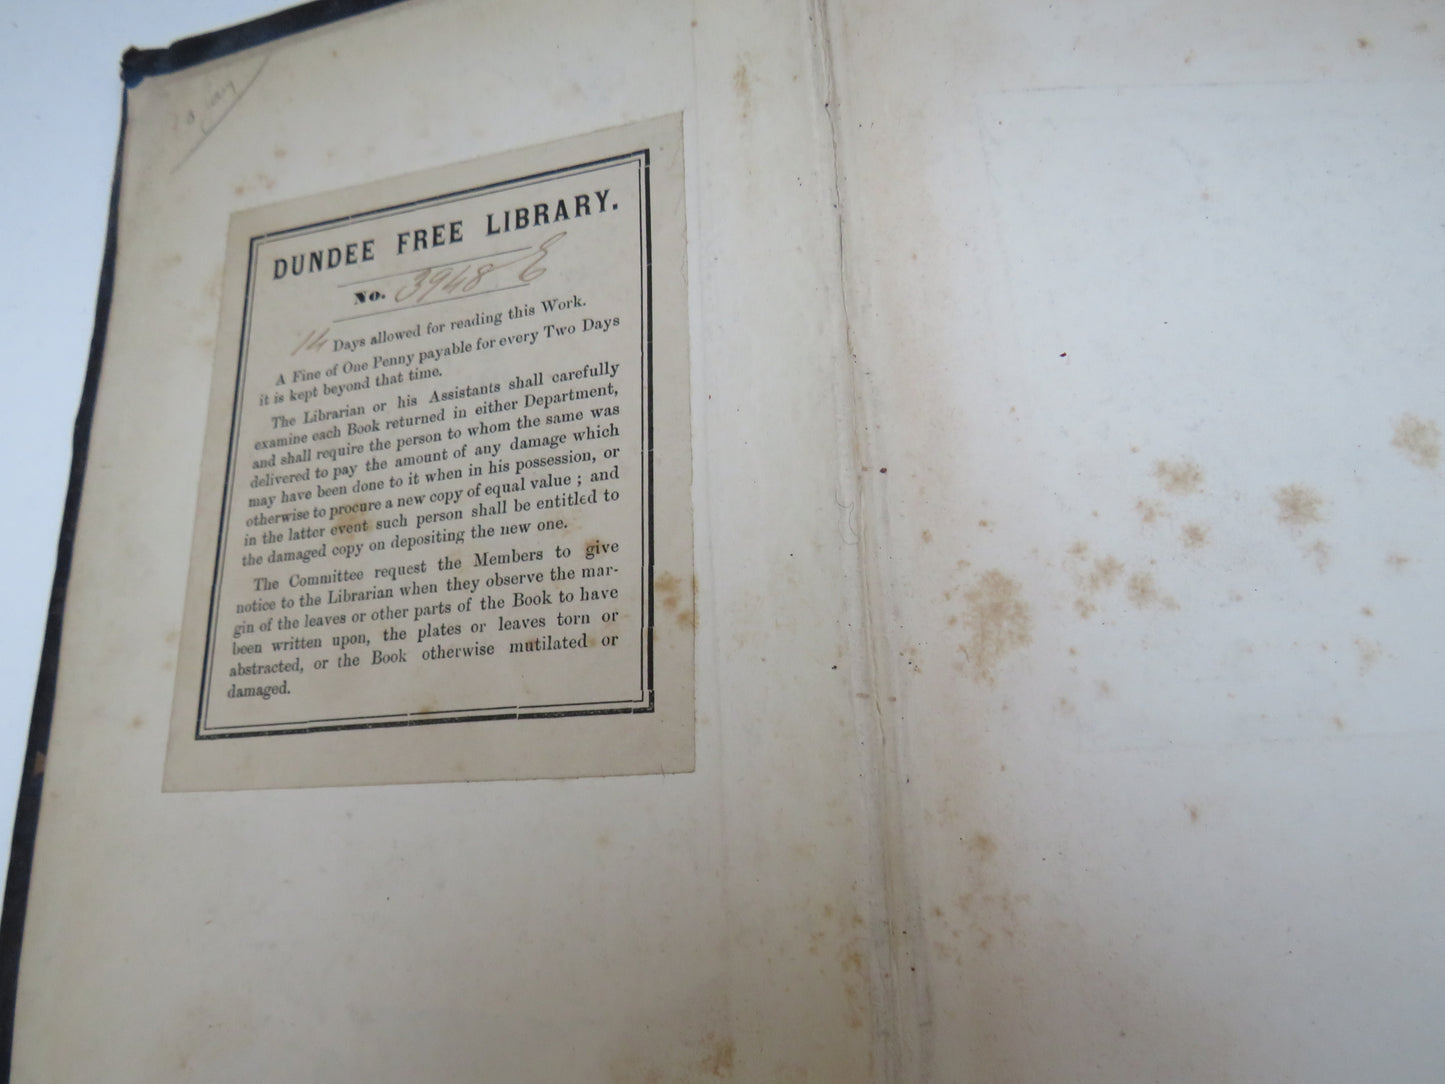 DUNDEE FREE LIBRARY.
No. 3948 E
14 Days allowed for reading this Work.
A Fine of One Penny payable for every Two Days
it is kept beyond that time.
The Librarian or his Assistants shall carefully
examine each Book returned in either Department,
and shall require the person to whom the same was
delivered to pay the amount of any damage which
may have been done to it when in his possession, or
otherwise to procure a new copy of equal value ; and
in the latter event such person shall be entitled to
the damaged copy on depositing the new one.
The Committee request the Members to give
notice to the Librarian when they observe the mar-
gin of the leaves or other parts of the Book to have
been written upon, the plates or leaves torn or
abstracted, or the Book otherwise mutilated or
damaged.